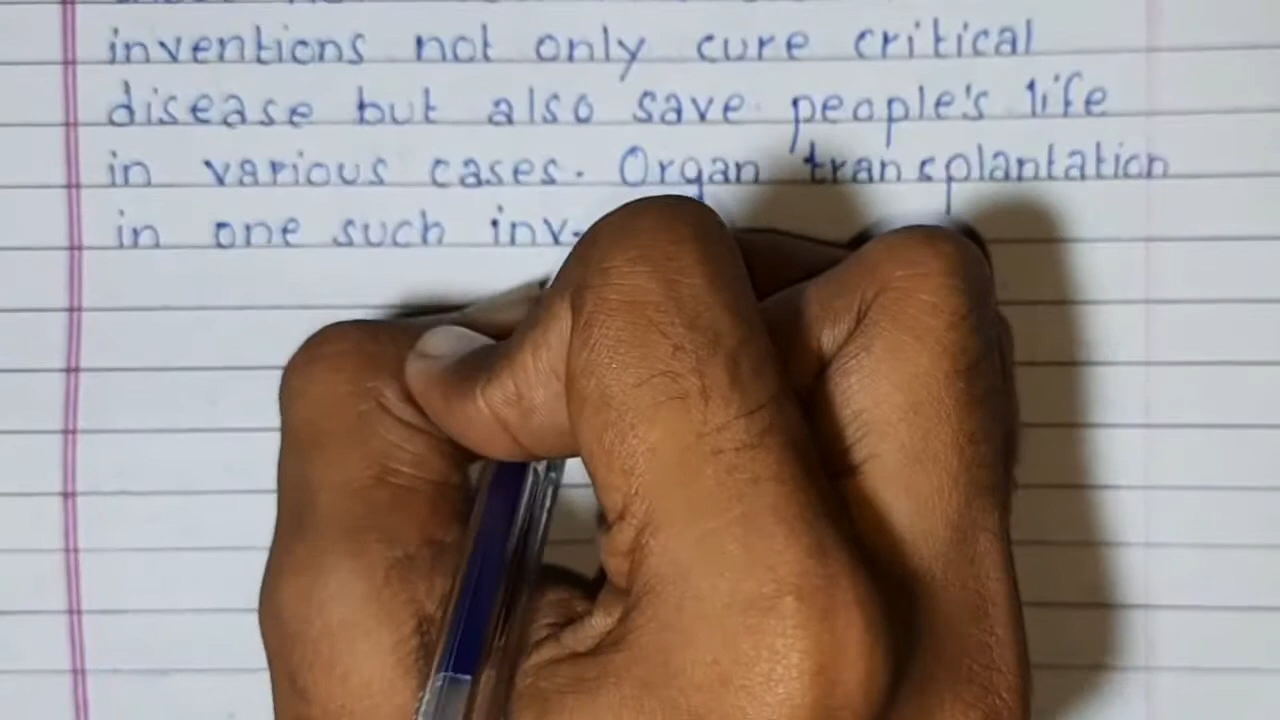 inventions not only cure critical
disease but also save people's life
in various cases. Organ transplantation
in one such inv